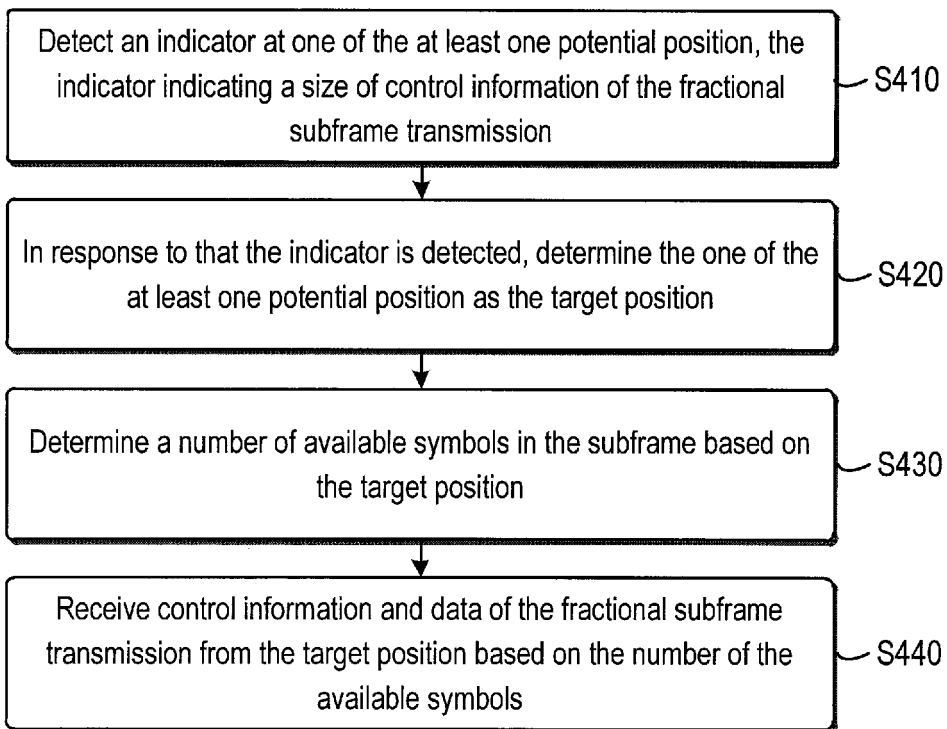 Detect an indicator at one of the at least one potential position, the
indicator indicating a size of control information of the fractional
subframe transmission
S410
In response to that the indicator is detected, determine the one of the
at least one potential position as the target position
S420
Determine a number of available symbols in the subframe based on
the target position
S430
Receive control information and data of the fractional subframe
transmission from the target position based on the number of the
available symbols
S440